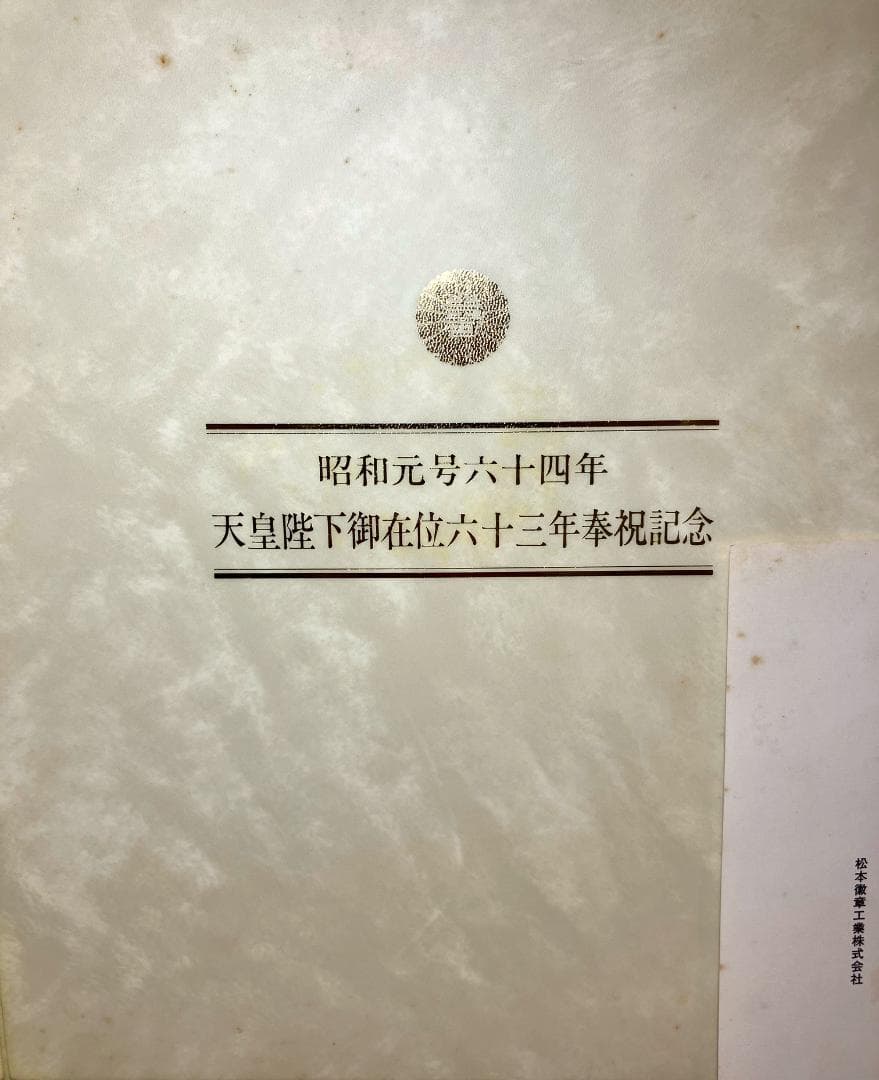 昭和元号六十四年
天皇陛下御在位六十三年奉祝記念
松本徽章工業株式会社